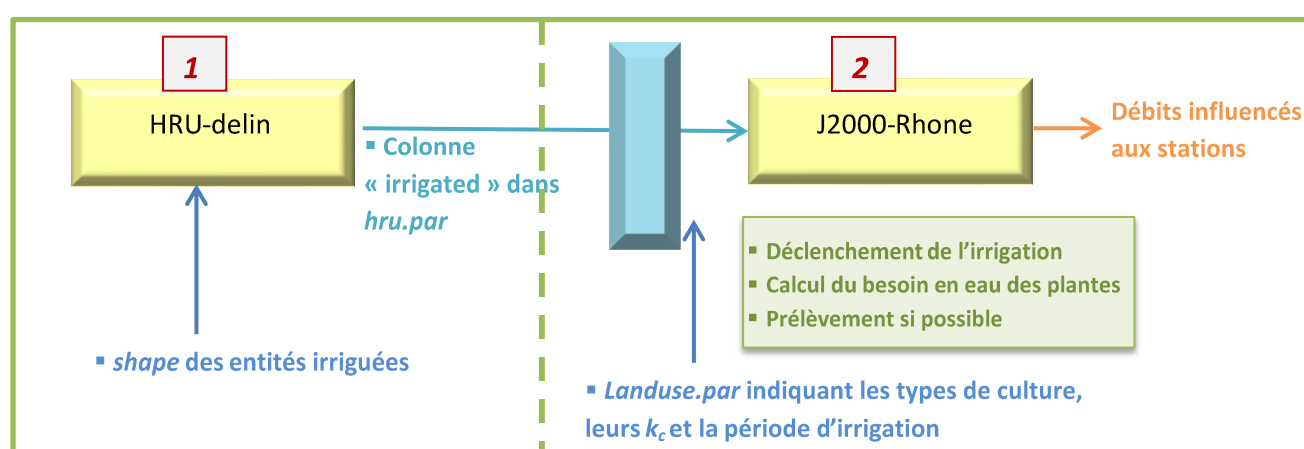 1
HRU-delin
▪ Colonne
« irrigated » dans
hru.par
▪ shape des entités irriguées
2
J2000-Rhone
Débits influencés
aux stations
▪ Déclenchement de l'irrigation
▪ Calcul du besoin en eau des plantes
▪ Prélèvement si possible
▪ Landuse.par indiquant les types de culture,
leurs kc et la période d'irrigation